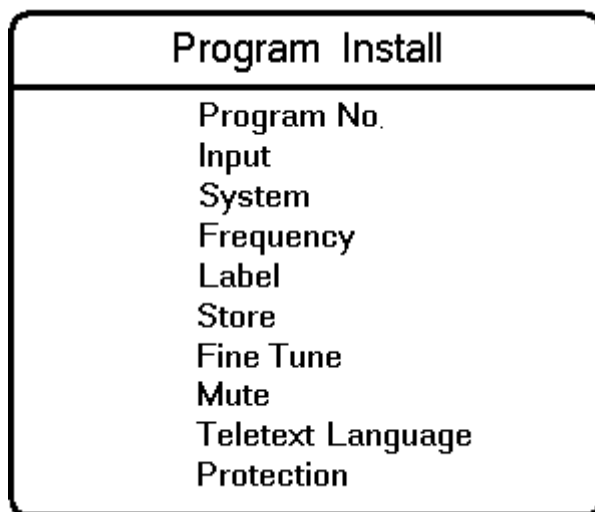 Program Install
Program No.
Input
System
Frequency
Label
Store
Fine Tune
Mute
Teletext Language
Protection